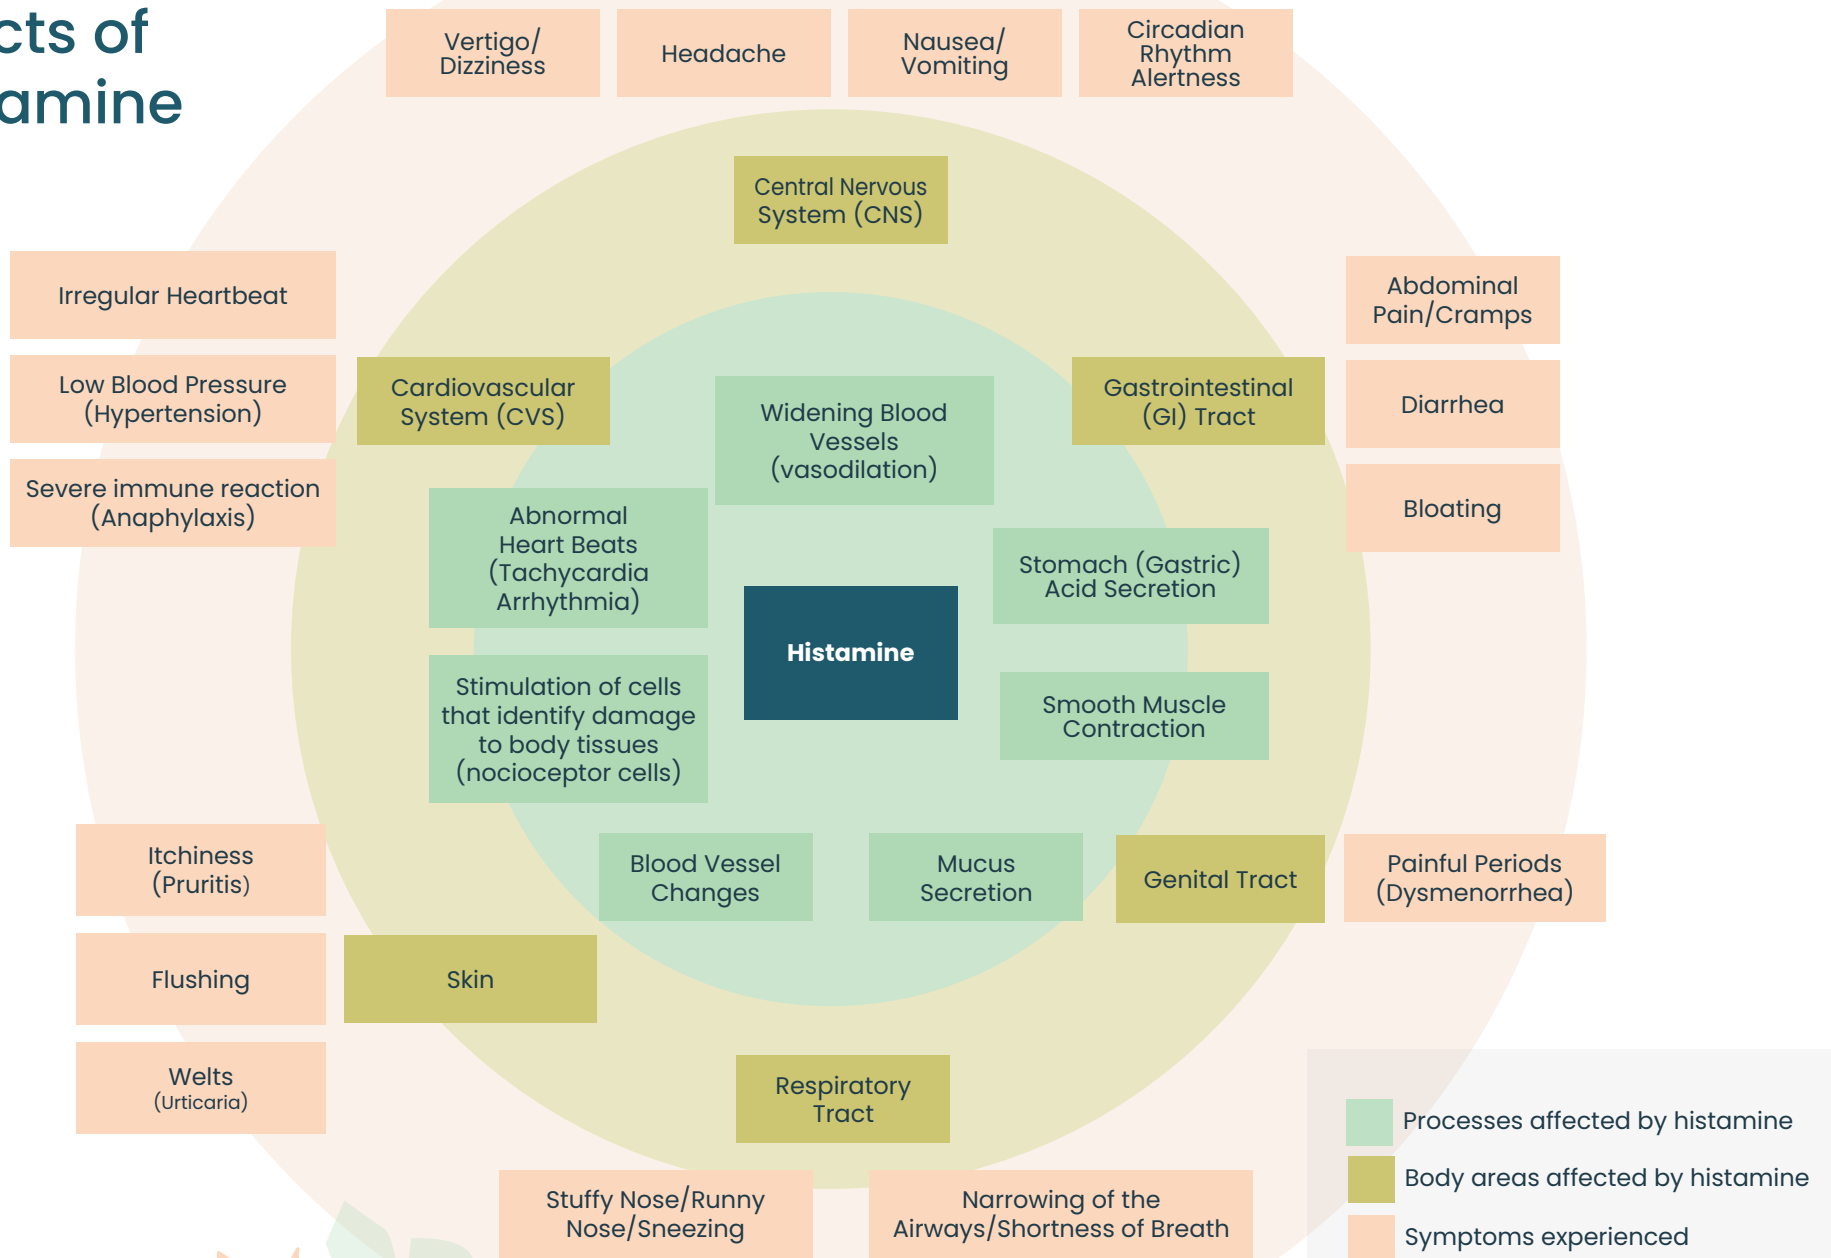 cts of
amine
Vertigo/
Dizziness
Headache
Nausea/
Vomiting
Circadian
Rhythm
Alertness
Central Nervous
System (CNS)
Irregular Heartbeat
Low Blood Pressure
(Hypertension)
Severe immune reaction
(Anaphylaxis)
Cardiovascular
System (CVS)
Widening Blood
Vessels
(vasodilation)
Gastrointestinal
(GI) Tract
Abdominal
Pain/Cramps
Diarrhea
Bloating
Abnormal
Heart Beats
(Tachycardia
Arrhythmia)
Stomach (Gastric)
Acid Secretion
Histamine
Stimulation of cells
that identify damage
to body tissues
(nocioceptor cells)
Smooth Muscle
Contraction
Itchiness
(Pruritis)
Flushing
Welts
(Urticaria)
Skin
Blood Vessel
Changes
Mucus
Secretion
Genital Tract
Painful Periods
(Dysmenorrhea)
Respiratory
Tract
Stuffy Nose/Runny
Nose/Sneezing
Narrowing of the
Airways/Shortness of Breath
Processes affected by histamine
Body areas affected by histamine
Symptoms experienced